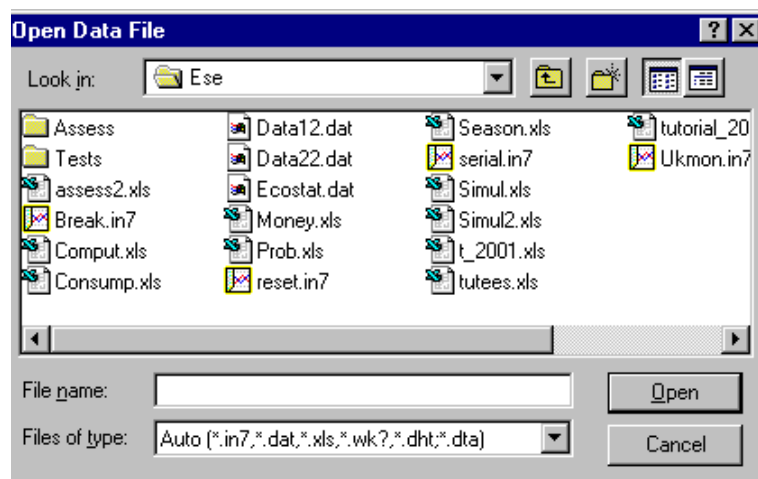 Open Data File
Look in: Ese
Assess Data12.dat Season.xls tutorial_20
Tests Data22.dat serial.in7 Ukmon.in7
assess2.xls Ecostat.dat Simul.xls
Break.in7 Money.xls Simul2.xls
Comput.xls Prob.xls t_2001.xls
Consump.xls reset.in7 tutees.xls
File name: Open
Files of type: Auto (*.in7,*.dat,*.xls,*.wk?,*.dht;*.dta) Cancel